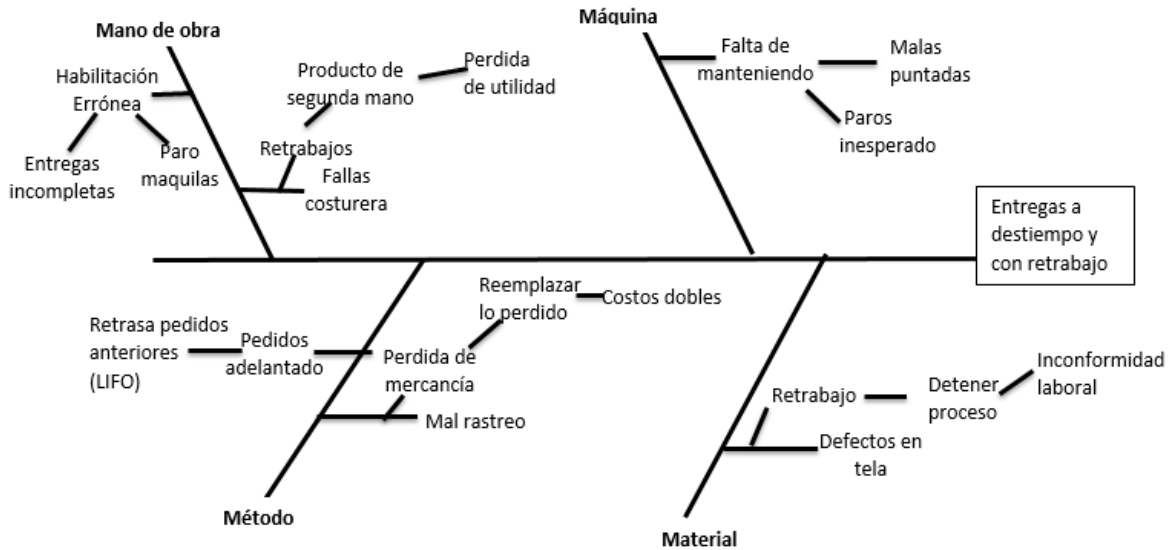 Mano de obra
Habilitación
Errónea
Entregas
incompletas
Paro
maquilas
Producto de
segunda mano
Perdida
de utilidad
Retrabajos
Fallas
costurera
Máquina
Falta de
manteniendo
Malas
puntadas
Paros
inesperado
Entregas a
destiempo y
con retrabajo
Retrasa pedidos
anteriores
(LIFO)
Pedidos
adelantado
Reemplazar
lo perdido
Costos dobles
Perdida de
mercancía
Mal rastreo
Método
Retrabajo
Detener
proceso
Inconformidad
laboral
Defectos en
tela
Material